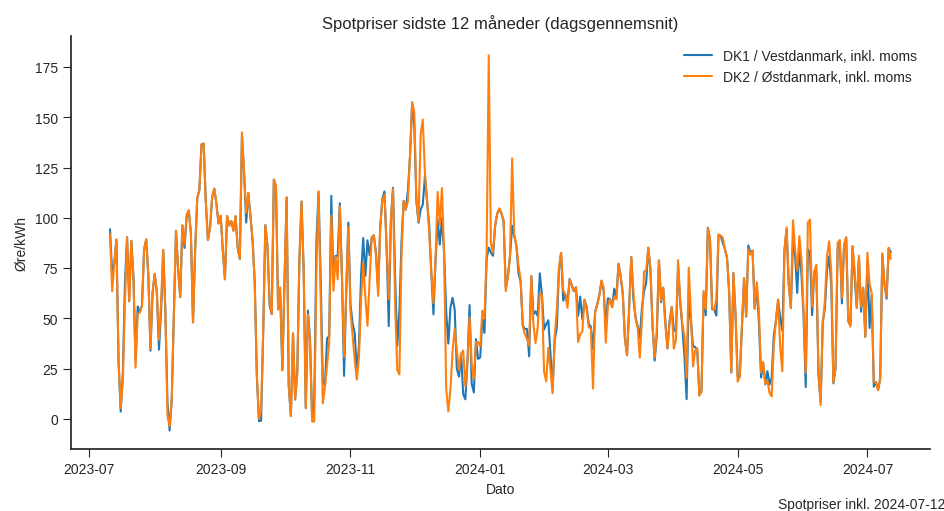 Spotpriser sidste 12 måneder (dagsgennemsnit)
DK1 / Vestdanmark, inkl. moms
DK2 / Østdanmark, inkl. moms
Øre/kWh
175
150
125
100
75
50
25
0
2023-07
2023-09
2023-11
2024-01
2024-03
2024-05
2024-07
Dato
Spotpriser inkl. 2024-07-12